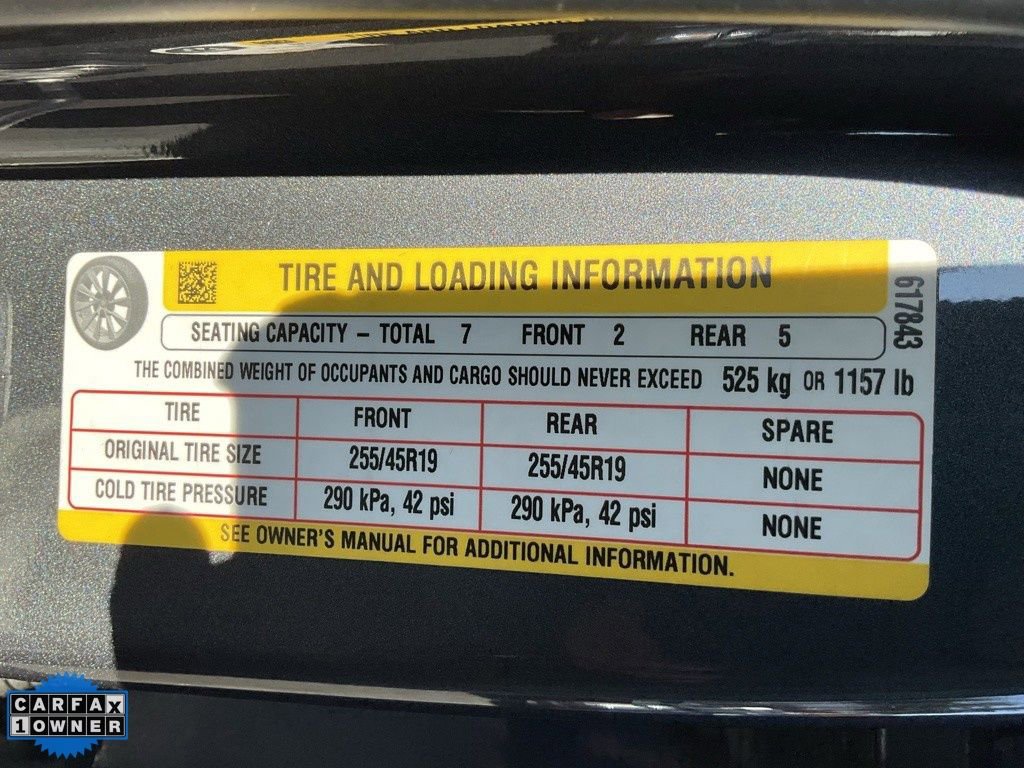 TIRE AND LOADING INFORMATION
617843
SEATING CAPACITY – TOTAL 7 FRONT 2 REAR 5
THE COMBINED WEIGHT OF OCCUPANTS AND CARGO SHOULD NEVER EXCEED 525 kg OR 1157 lb
TIRE FRONT REAR SPARE
ORIGINAL TIRE SIZE 255/45R19 255/45R19 NONE
COLD TIRE PRESSURE 290 kPa, 42 psi 290 kPa, 42 psi NONE
SEE OWNER'S MANUAL FOR ADDITIONAL INFORMATION.
CARFAX
1 OWNER